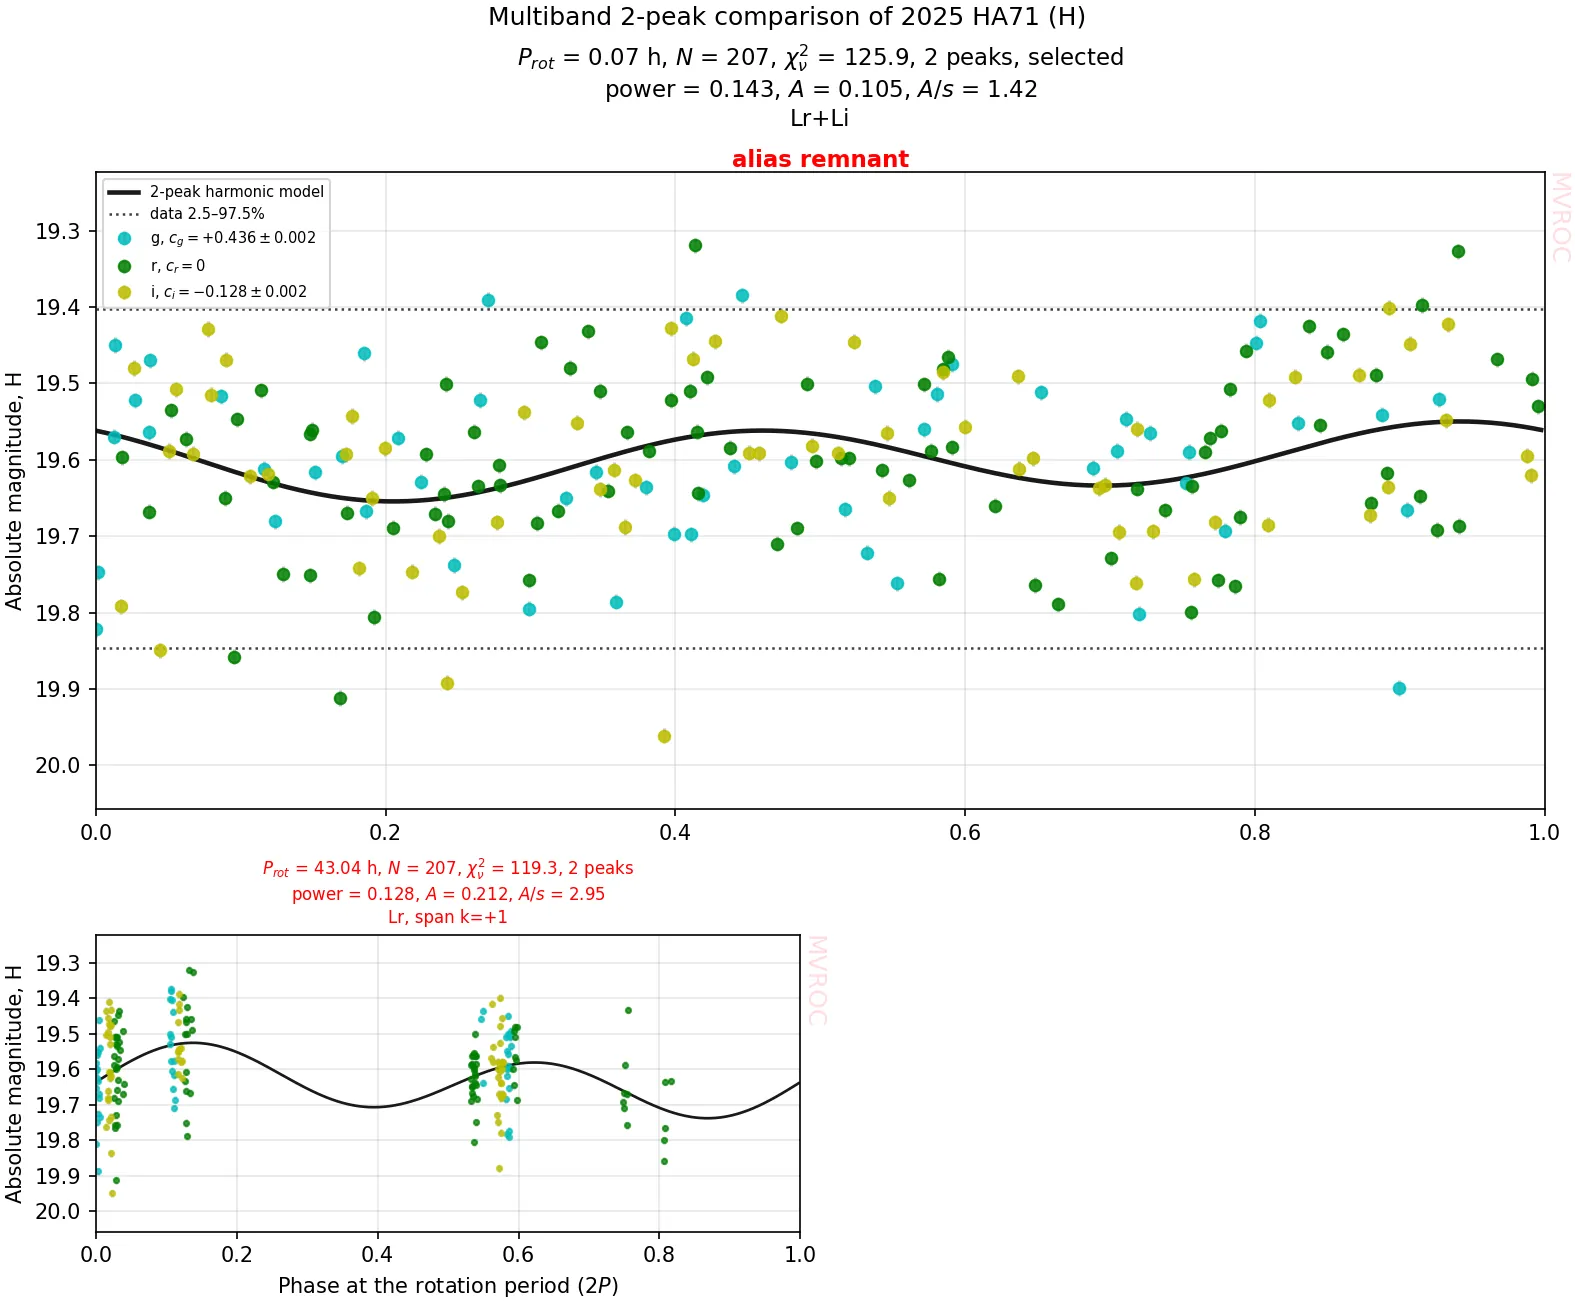 Multiband 2-peak comparison of 2025 HA71 (H)
P_rot = 0.07 h, N = 207, χ²_ν = 125.9, 2 peaks, selected
power = 0.143, A = 0.105, A/s = 1.42
Lr+Li
alias remnant
MVROC
2-peak harmonic model
data 2.5–97.5%
g, c_g = +0.436 ± 0.002
r, c_r = 0
i, c_i = −0.128 ± 0.002
Absolute magnitude, H
19.3
19.4
19.5
19.6
19.7
19.8
19.9
20.0
0.0 0.2 0.4 0.6 0.8 1.0
P_rot = 43.04 h, N = 207, χ²_ν = 119.3, 2 peaks
power = 0.128, A = 0.212, A/s = 2.95
Lr, span k=+1
MVROC
Absolute magnitude, H
19.3
19.4
19.5
19.6
19.7
19.8
19.9
20.0
0.0 0.2 0.4 0.6 0.8 1.0
Phase at the rotation period (2P)